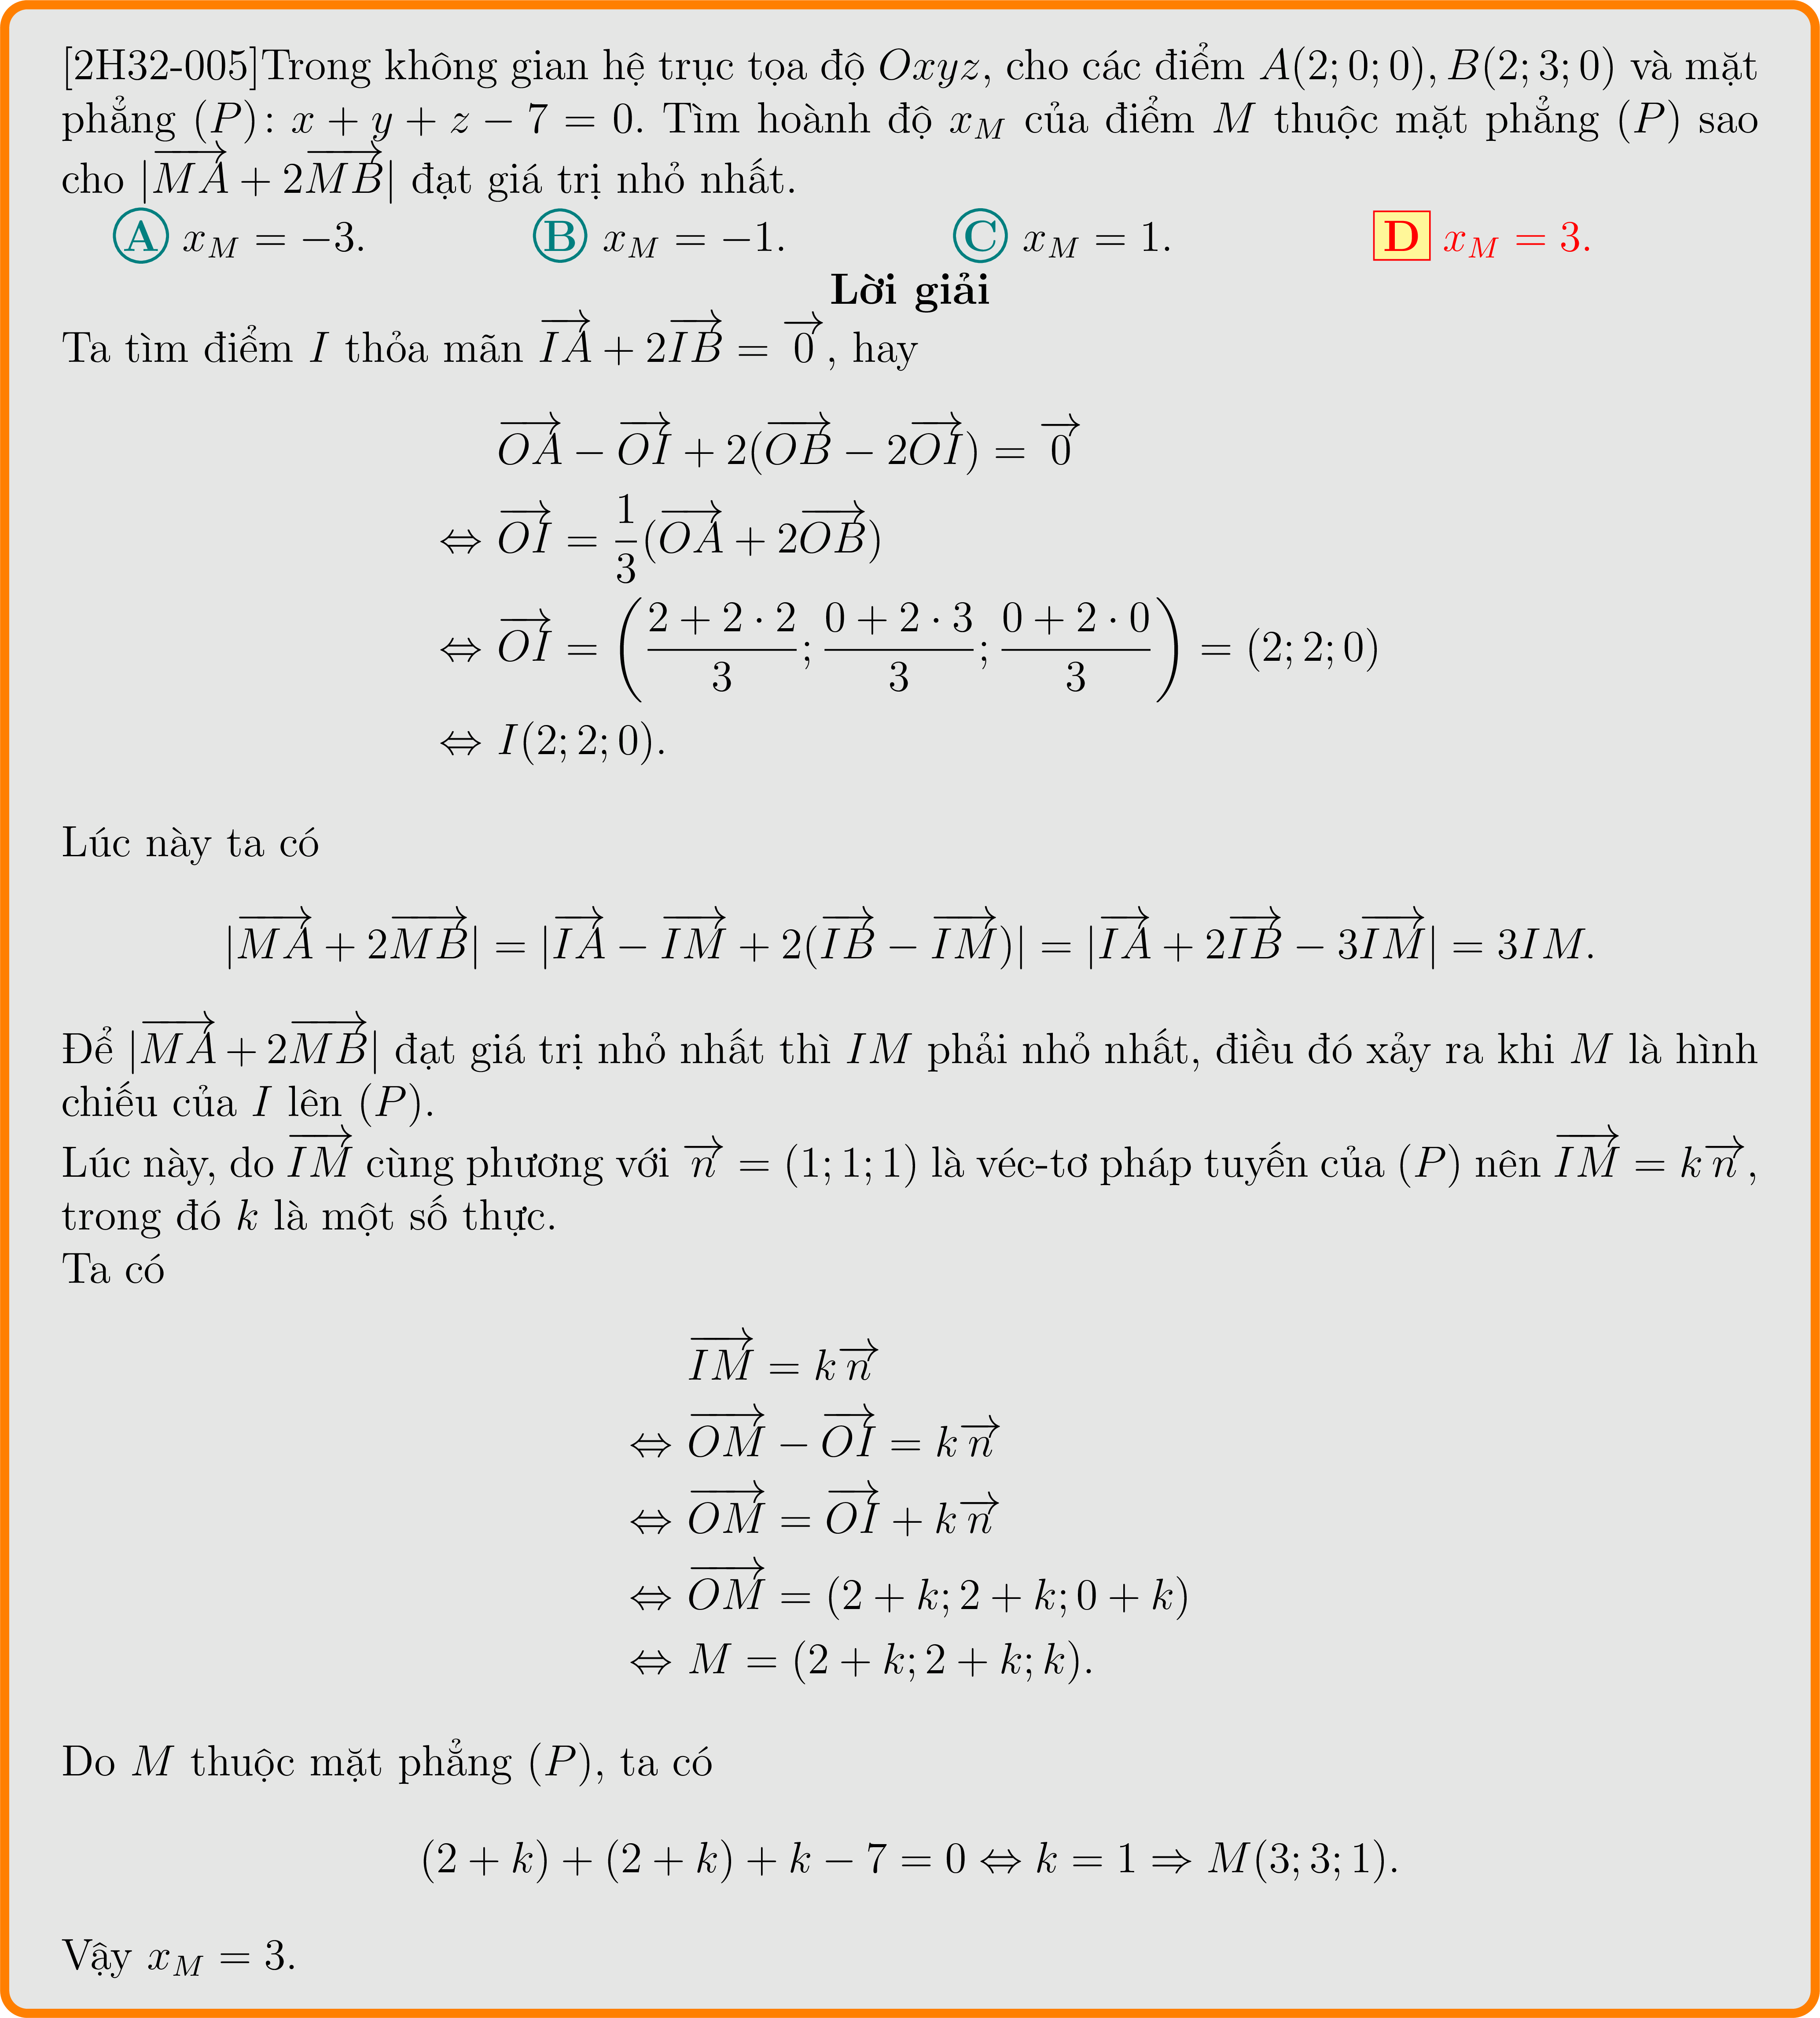 [2H32-005]Trong không gian hệ trục tọa độ $Oxyz$, cho các điểm $A(2;0;0), B(2;3;0)$ và mặt
phẳng $(P)\colon x+y+z-7=0$. Tìm hoành độ $x_M$ của điểm $M$ thuộc mặt phẳng $(P)$ sao
cho $|\overrightarrow{MA}+2\overrightarrow{MB}|$ đạt giá trị nhỏ nhất.
A $x_M=-3$. B $x_M=-1$. C $x_M=1$. D $x_M=3$.
Lời giải
Ta tìm điểm $I$ thỏa mãn $\overrightarrow{IA}+2\overrightarrow{IB}=\overrightarrow{0}$, hay
$\overrightarrow{OA}-\overrightarrow{OI}+2(\overrightarrow{OB}-2\overrightarrow{OI})=\overrightarrow{0}$
$\Leftrightarrow \overrightarrow{OI}=\dfrac{1}{3}(\overrightarrow{OA}+2\overrightarrow{OB})$
$\Leftrightarrow \overrightarrow{OI}=\left(\dfrac{2+2\cdot 2}{3};\dfrac{0+2\cdot 3}{3};\dfrac{0+2\cdot 0}{3}\right)=(2;2;0)$
$\Leftrightarrow I(2;2;0).$
Lúc này ta có
$|\overrightarrow{MA}+2\overrightarrow{MB}|=|\overrightarrow{IA}-\overrightarrow{IM}+2(\overrightarrow{IB}-\overrightarrow{IM})|=|\overrightarrow{IA}+2\overrightarrow{IB}-3\overrightarrow{IM}|=3IM.$
Để $|\overrightarrow{MA}+2\overrightarrow{MB}|$ đạt giá trị nhỏ nhất thì $IM$ phải nhỏ nhất, điều đó xảy ra khi $M$ là hình
chiếu của $I$ lên $(P)$.
Lúc này, do $\overrightarrow{IM}$ cùng phương với $\overrightarrow{n}=(1;1;1)$ là véc-tơ pháp tuyến của $(P)$ nên $\overrightarrow{IM}=k\overrightarrow{n}$,
trong đó $k$ là một số thực.
Ta có
$\overrightarrow{IM}=k\overrightarrow{n}$
$\Leftrightarrow \overrightarrow{OM}-\overrightarrow{OI}=k\overrightarrow{n}$
$\Leftrightarrow \overrightarrow{OM}=\overrightarrow{OI}+k\overrightarrow{n}$
$\Leftrightarrow \overrightarrow{OM}=(2+k;2+k;0+k)$
$\Leftrightarrow M=(2+k;2+k;k).$
Do $M$ thuộc mặt phẳng $(P)$, ta có
$(2+k)+(2+k)+k-7=0 \Leftrightarrow k=1 \Rightarrow M(3;3;1).$
Vậy $x_M=3$.